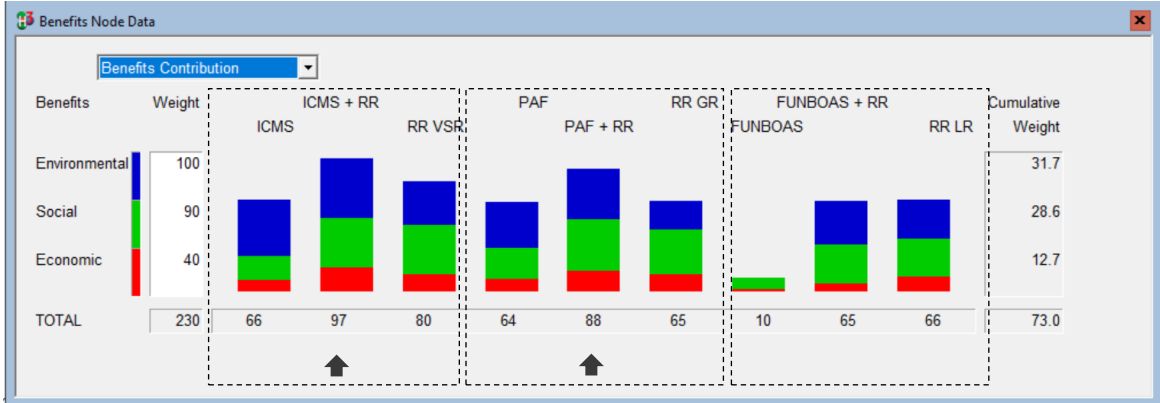 Benefits Node Data
Benefits Contribution
Benefits Weight ICMS + RR PAF RR GR FUNBOAS + RR Cumulative
ICMS RR VSR PAF + RR FUNBOAS RR LR Weight
Environmental 100 31.7
Social 90 28.6
Economic 40 12.7
TOTAL 230 66 97 80 64 88 65 10 65 66 73.0